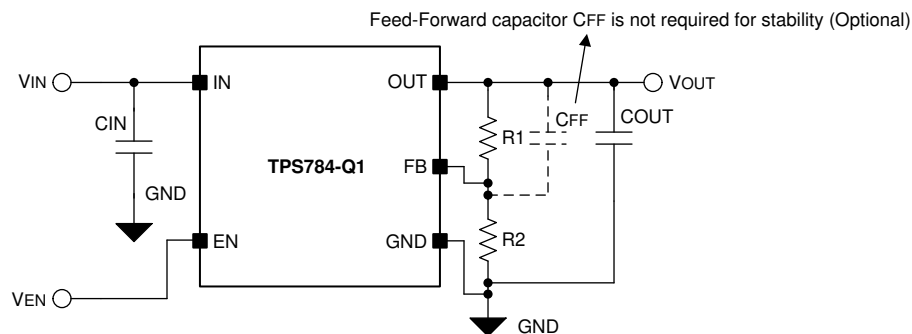 Feed-Forward capacitor CFF is not required for stability (Optional)
VIN
IN
OUT
VOUT
CIN
R1
CFF
COUT
TPS784-Q1
FB
GND
EN
GND
R2
VEN
GND